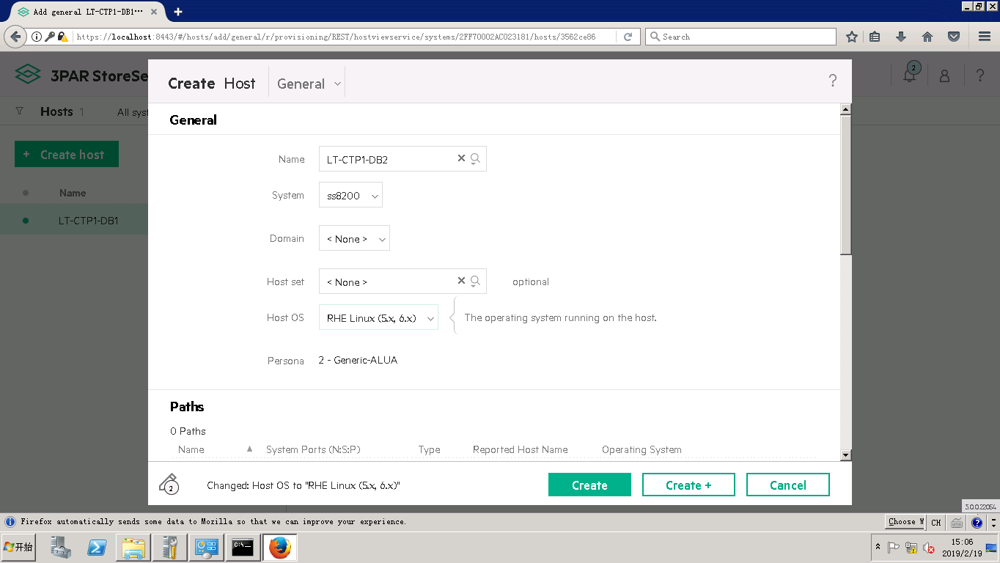 Add general LT-CTP1-DB1...
https://localhost:8443/#/hosts/add/general/r/provisioning/REST/hostviewservice/systems/2FF70002AC023181/hosts/3562ce86
Search
3PAR StoreSe
2
Create Host General
?
?
Hosts 1 All syst
General
+ Create host
Name LT-CTP1-DB2
System ss8200
Name
LT-CTP1-DB1
Domain < None >
Host set < None > optional
Host OS RHE Linux (5.x, 6.x) The operating system running on the host.
Persona 2 - Generic-ALUA
Paths
0 Paths
Name System Ports (N:S:P) Type Reported Host Name Operating System
2 Changed: Host OS to "RHE Linux (5.x, 6.x)"
Create Create + Cancel
3.0.0.22054
Firefox automatically sends some data to Mozilla so that we can improve your experience.
Choose W
CH
?
开始
C:\
15:06
2019/2/19